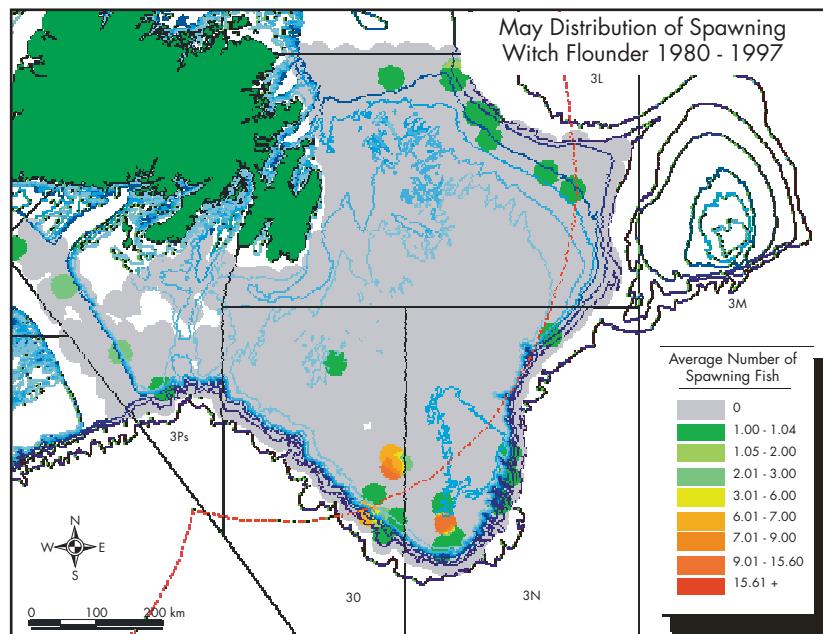 May Distribution of Spawning
Witch Flounder 1980 - 1997
3L
3M
Average Number of
Spawning Fish
0
1.00 - 1.04
1.05 - 2.00
2.01 - 3.00
3.01 - 6.00
6.01 - 7.00
7.01 - 9.00
9.01 - 15.60
15.61 +
3Ps
N
W E
S
0 100 200 km
30
3N